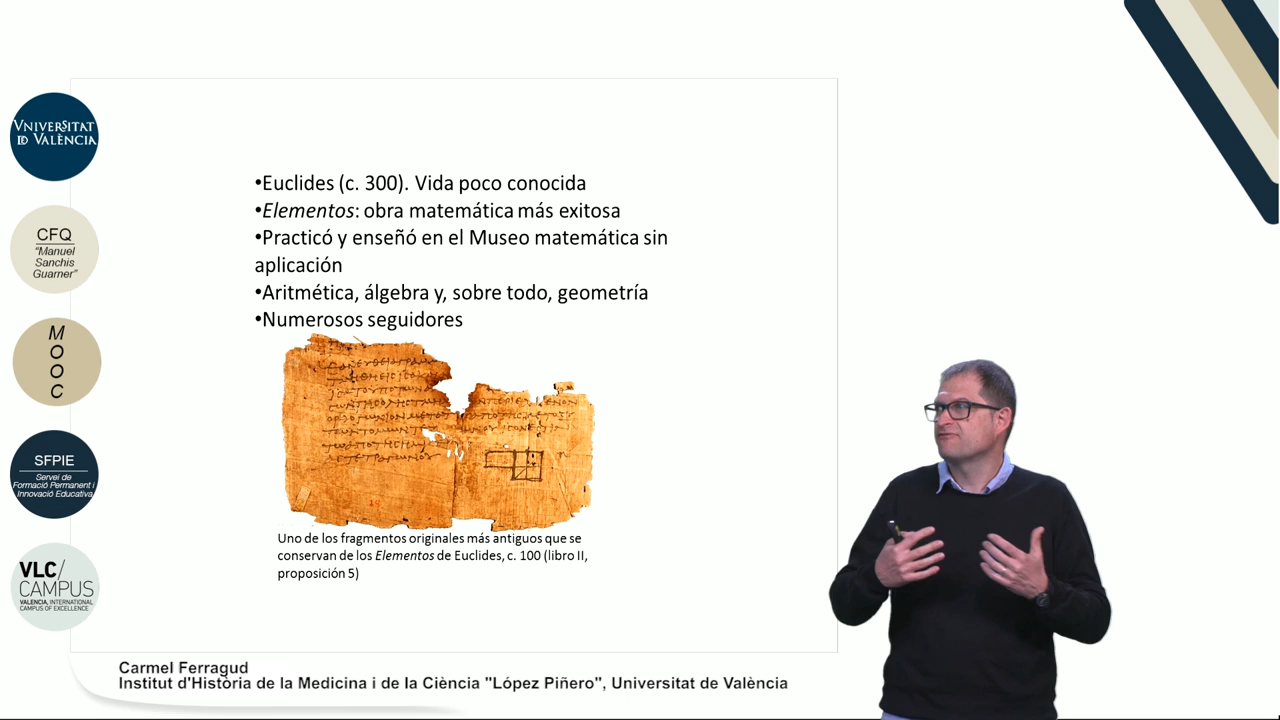 VNIVERSITAT
ID VALÈNCIA
CFQ
"Manuel
Sanchis
Guarner"
M
O
O
C
SFPIE
Servei de
Formació Permanent i
Innovació Educativa
VLC/
CAMPUS
VALENCIA, INTERNATIONAL
CAMPUS OF EXCELLENCE
•Euclides (c. 300). Vida poco conocida
•Elementos: obra matemática más exitosa
•Practicó y enseñó en el Museo matemática sin
aplicación
•Aritmética, álgebra y, sobre todo, geometría
•Numerosos seguidores
Uno de los fragmentos originales más antiguos que se
conservan de los Elementos de Euclides, c. 100 (libro II,
proposición 5)
Carmel Ferragud
Institut d'Història de la Medicina i de la Ciència "López Piñero", Universitat de València